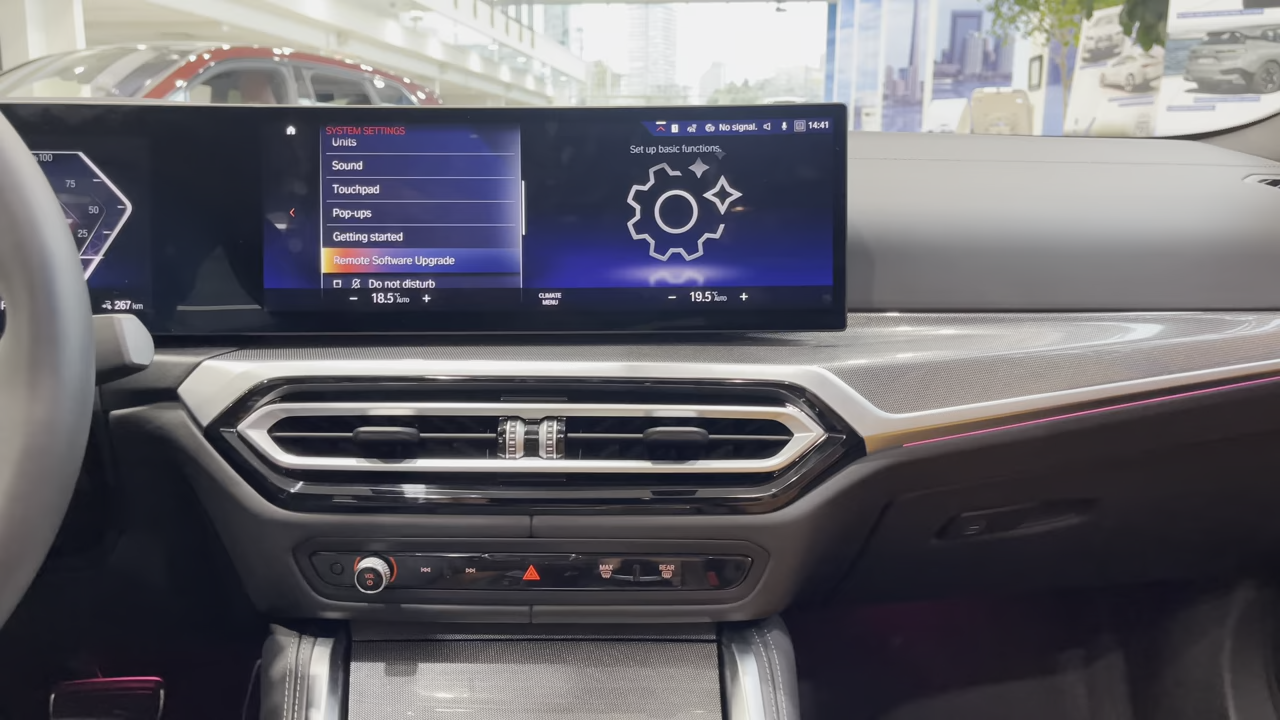 %100
75
50
25
267 km
SYSTEM SETTINGS
Units
Sound
Touchpad
Pop-ups
Getting started
Remote Software Upgrade
Do not disturb
No signal.
14:41
Set up basic functions.
− 18.5°C AUTO +
CLIMATE
MENU
− 19.5°C AUTO +
VOL
MAX
REAR